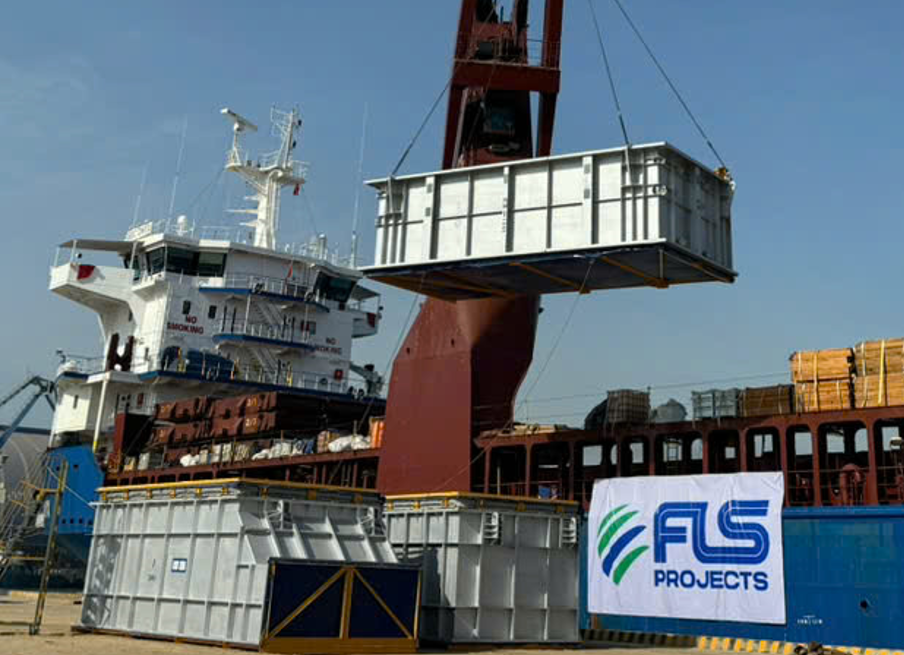 NO
SMOKING
NO
SMOKING
FLS
PROJECTS